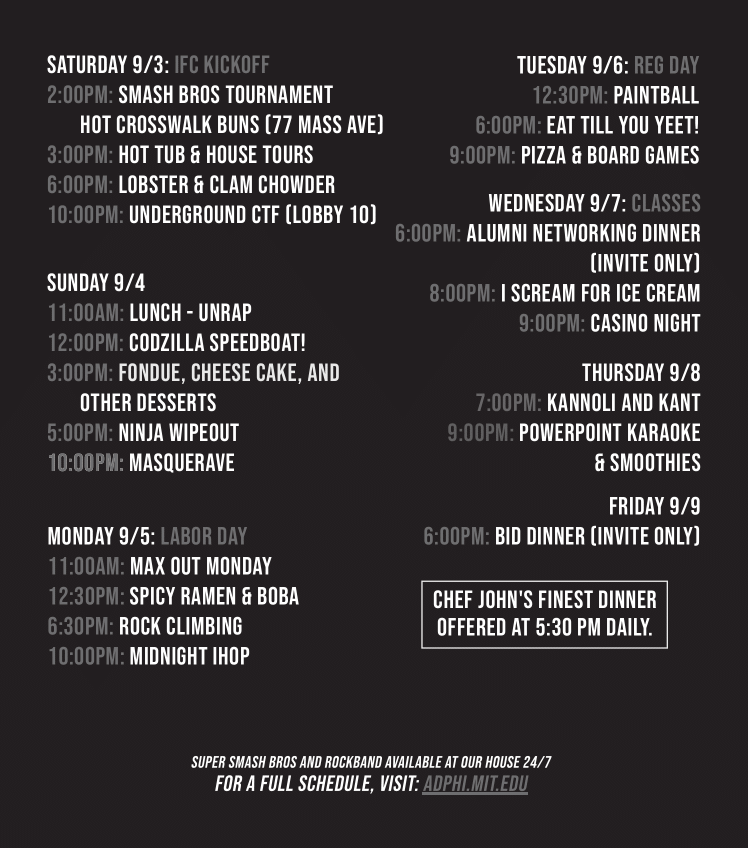 SATURDAY 9/3: IFC KICKOFF
2:00PM: SMASH BROS TOURNAMENT
HOT CROSSWALK BUNS (77 MASS AVE)
3:00PM: HOT TUB & HOUSE TOURS
6:00PM: LOBSTER & CLAM CHOWDER
10:00PM: UNDERGROUND CTF (LOBBY 10)
SUNDAY 9/4
11:00AM: LUNCH - UNRAP
12:00PM: CODZILLA SPEEDBOAT!
3:00PM: FONDUE, CHEESE CAKE, AND
OTHER DESSERTS
5:00PM: NINJA WIPEOUT
10:00PM: MASQUERAVE
MONDAY 9/5: LABOR DAY
11:00AM: MAX OUT MONDAY
12:30PM: SPICY RAMEN & BOBA
6:30PM: ROCK CLIMBING
10:00PM: MIDNIGHT IHOP
TUESDAY 9/6: REG DAY
12:30PM: PAINTBALL
6:00PM: EAT TILL YOU YEET!
9:00PM: PIZZA & BOARD GAMES
WEDNESDAY 9/7: CLASSES
6:00PM: ALUMNI NETWORKING DINNER
(INVITE ONLY)
8:00PM: I SCREAM FOR ICE CREAM
9:00PM: CASINO NIGHT
THURSDAY 9/8
7:00PM: KANNOLI AND KANT
9:00PM: POWERPOINT KARAOKE
& SMOOTHIES
FRIDAY 9/9
6:00PM: BID DINNER (INVITE ONLY)
CHEF JOHN'S FINEST DINNER
OFFERED AT 5:30 PM DAILY.
SUPER SMASH BROS AND ROCKBAND AVAILABLE AT OUR HOUSE 24/7
FOR A FULL SCHEDULE, VISIT: ADPHI.MIT.EDU